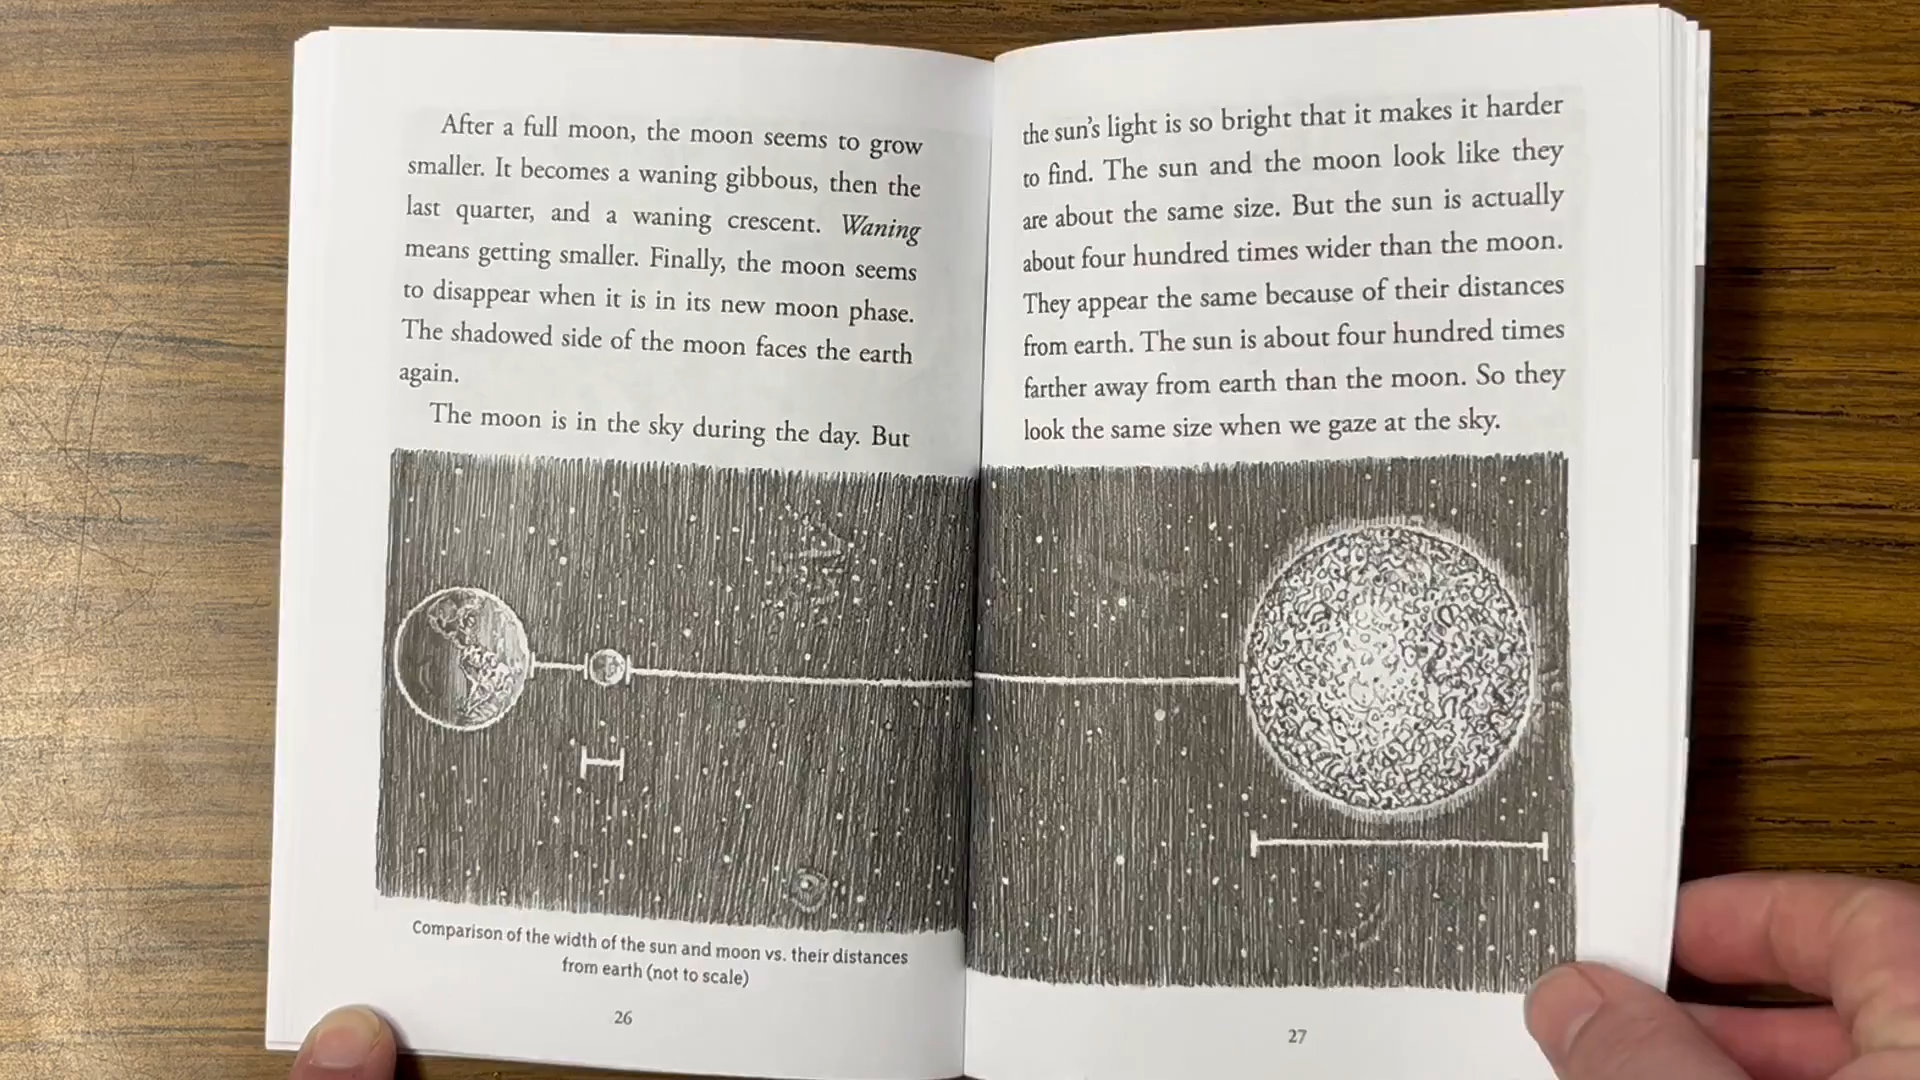 After a full moon, the moon seems to grow
smaller. It becomes a waning gibbous, then the
last quarter, and a waning crescent. Waning
means getting smaller. Finally, the moon seems
to disappear when it is in its new moon phase.
The shadowed side of the moon faces the earth
again.
The moon is in the sky during the day. But
Comparison of the width of the sun and moon vs. their distances
from earth (not to scale)
26
the sun’s light is so bright that it makes it harder
to find. The sun and the moon look like they
are about the same size. But the sun is actually
about four hundred times wider than the moon.
They appear the same because of their distances
from earth. The sun is about four hundred times
farther away from earth than the moon. So they
look the same size when we gaze at the sky.
27